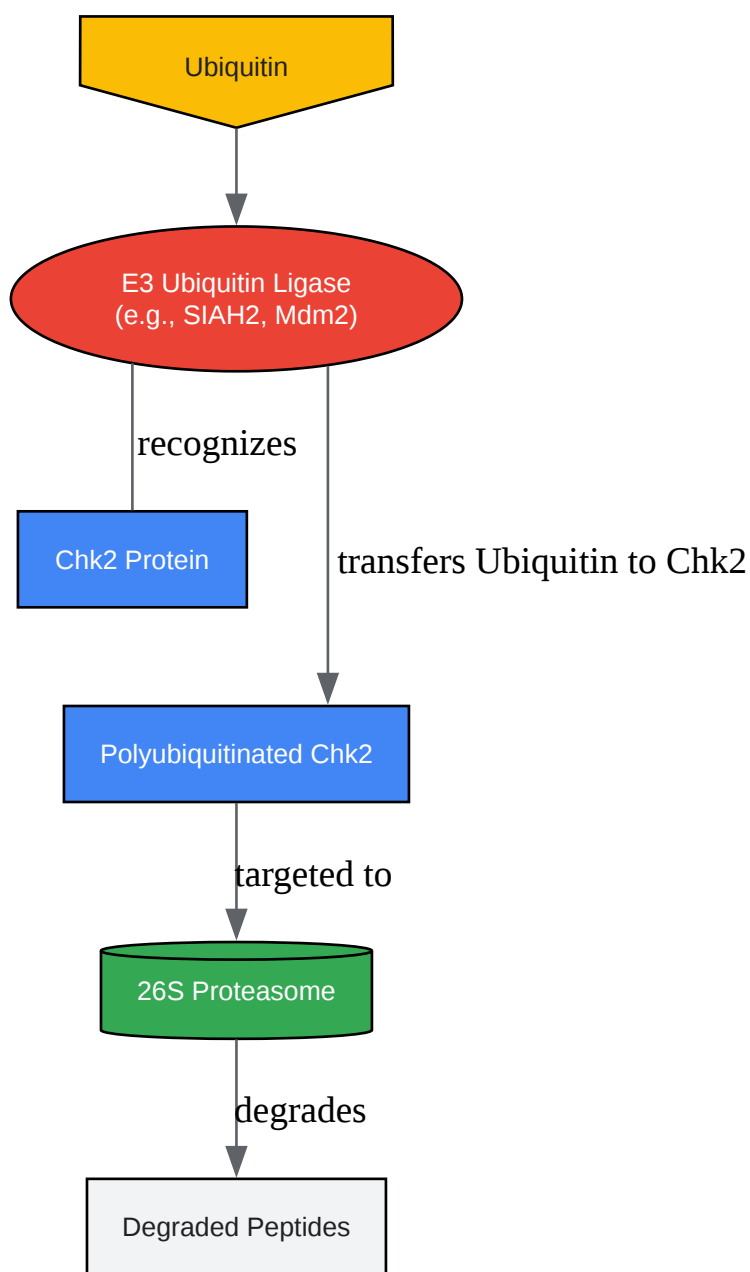 Ubiquitin
E3 Ubiquitin Ligase
(e.g., SIAH2, Mdm2)
recognizes
Chk2 Protein
transfers Ubiquitin to Chk2
Polyubiquitinated Chk2
targeted to
26S Proteasome
degrades
Degraded Peptides